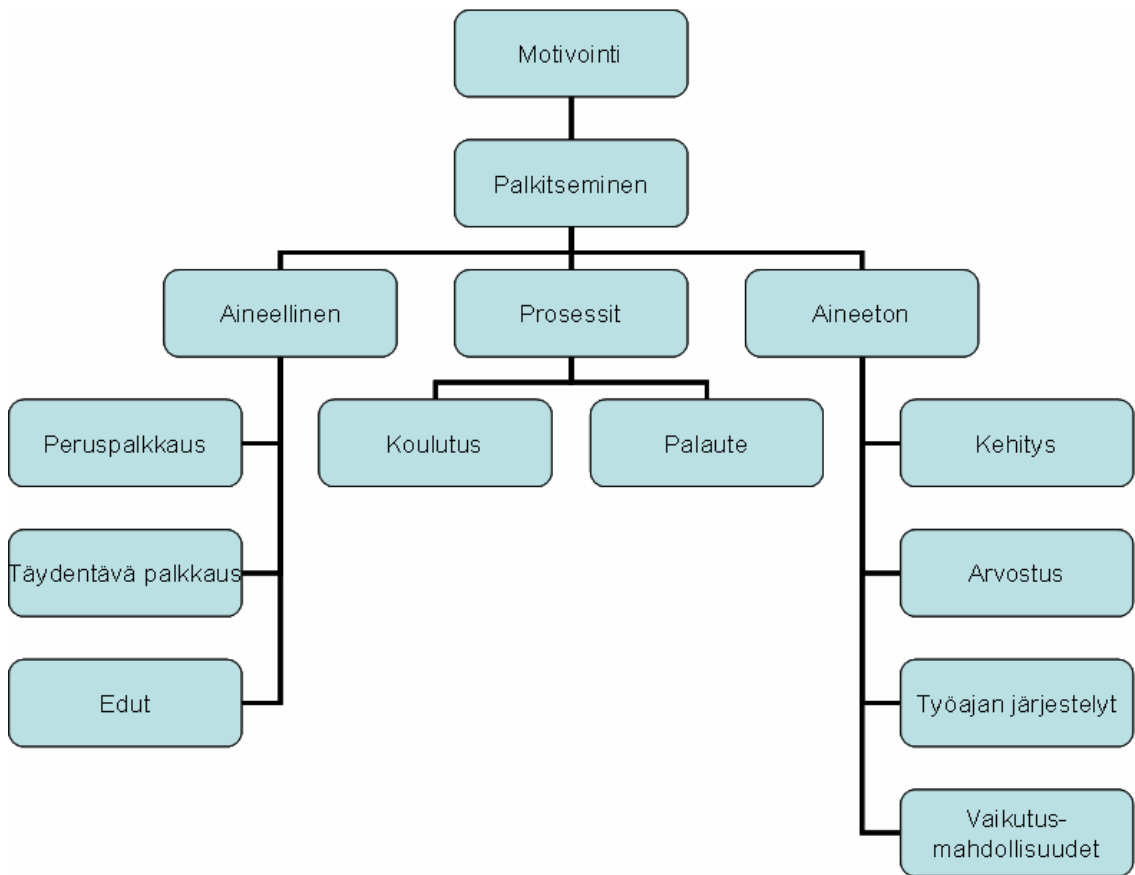 Motivointi
Palkitseminen
Aineellinen
Prosessit
Aineeton
Peruspalkkaus
Koulutus
Palaute
Kehitys
Täydentävä palkkaus
Arvostus
Edut
Työajan järjestelyt
Vaikutus-
mahdollisuudet